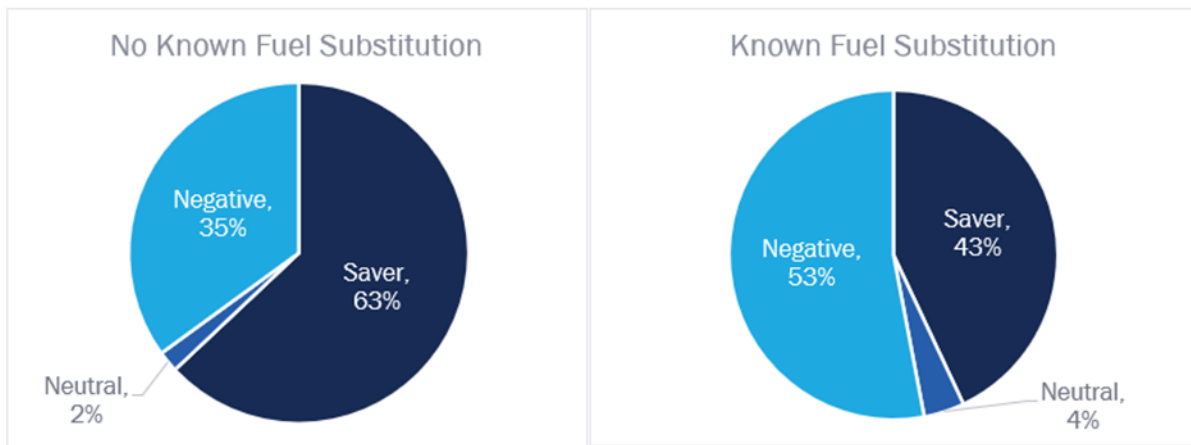 No Known Fuel Substitution
Negative,
35%
Saver,
63%
Neutral,
2%
Known Fuel Substitution
Saver,
43%
Negative,
53%
Neutral,
4%